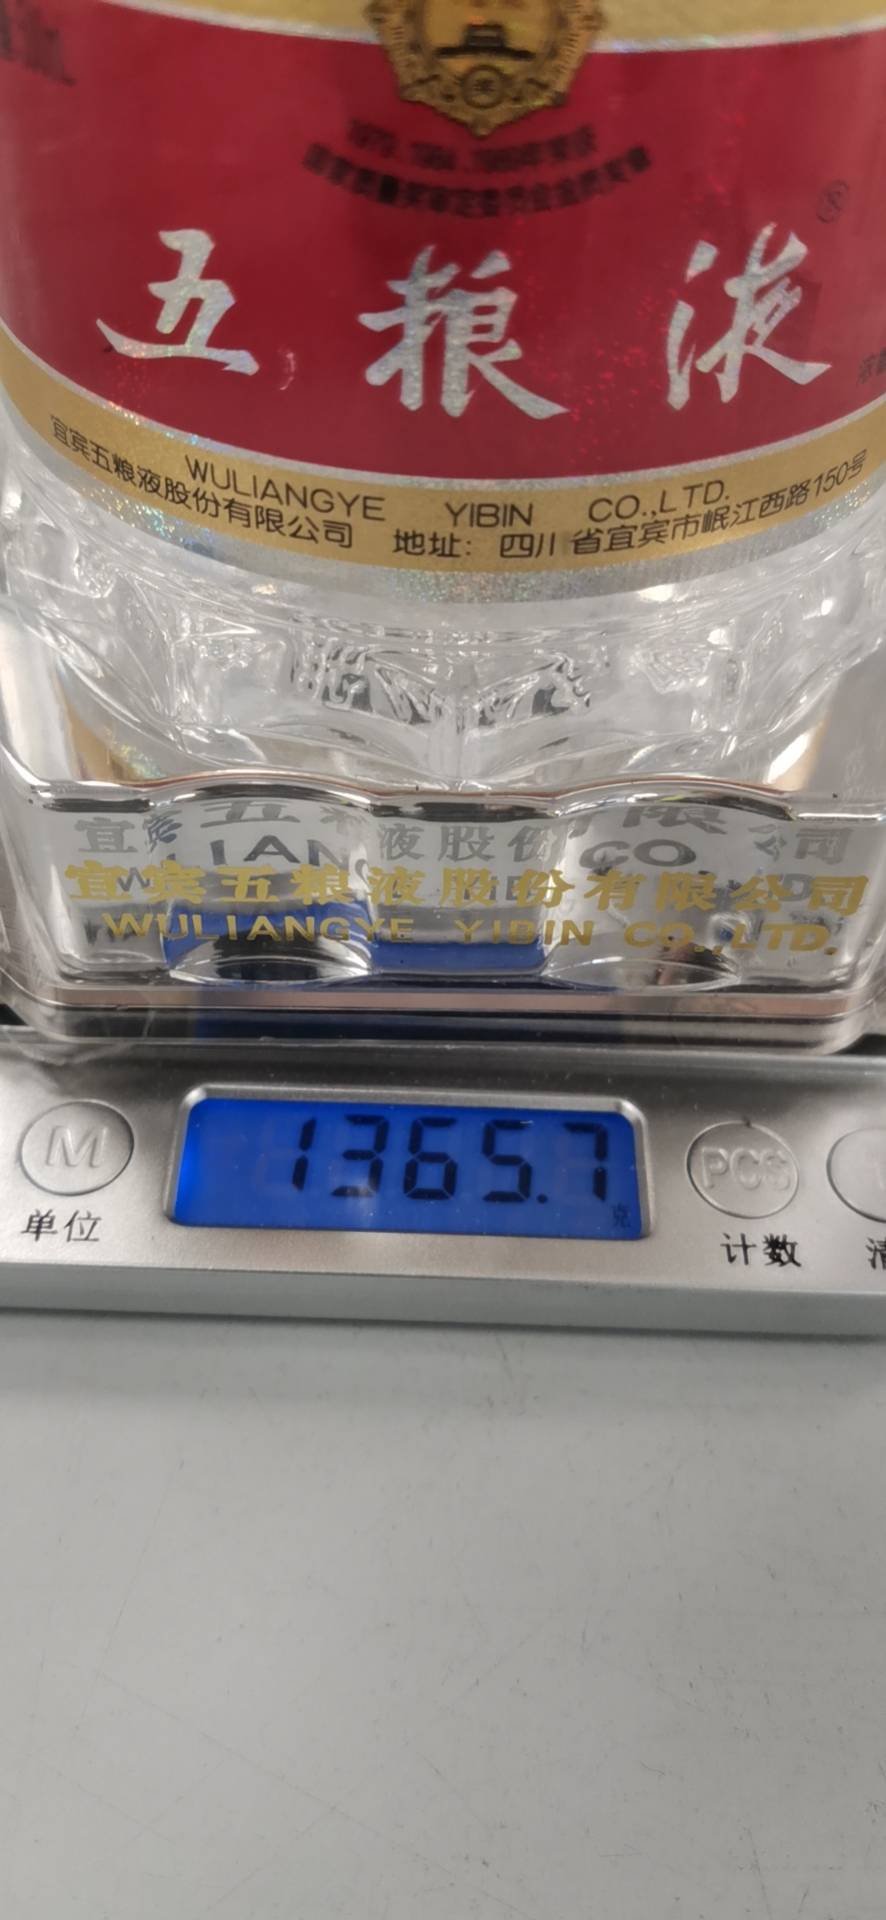 五粮液
®
WULIANGYE YIBIN CO.,LTD.
宜宾五粮液股份有限公司 地址：四川省宜宾市岷江西路150号
宜宾五粮液股份有限公司
WULIANGYE YIBIN CO.,LTD.
M
1365.7
克
PCS
单位
计数